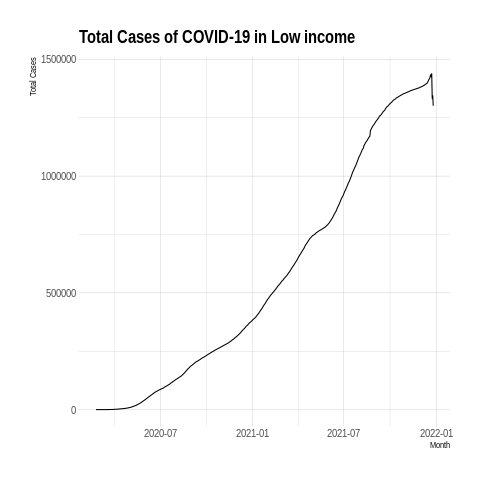 Total Cases of COVID-19 in Low income
Total Cases
1500000
1000000
500000
0
2020-07
2021-01
2021-07
2022-01
Month